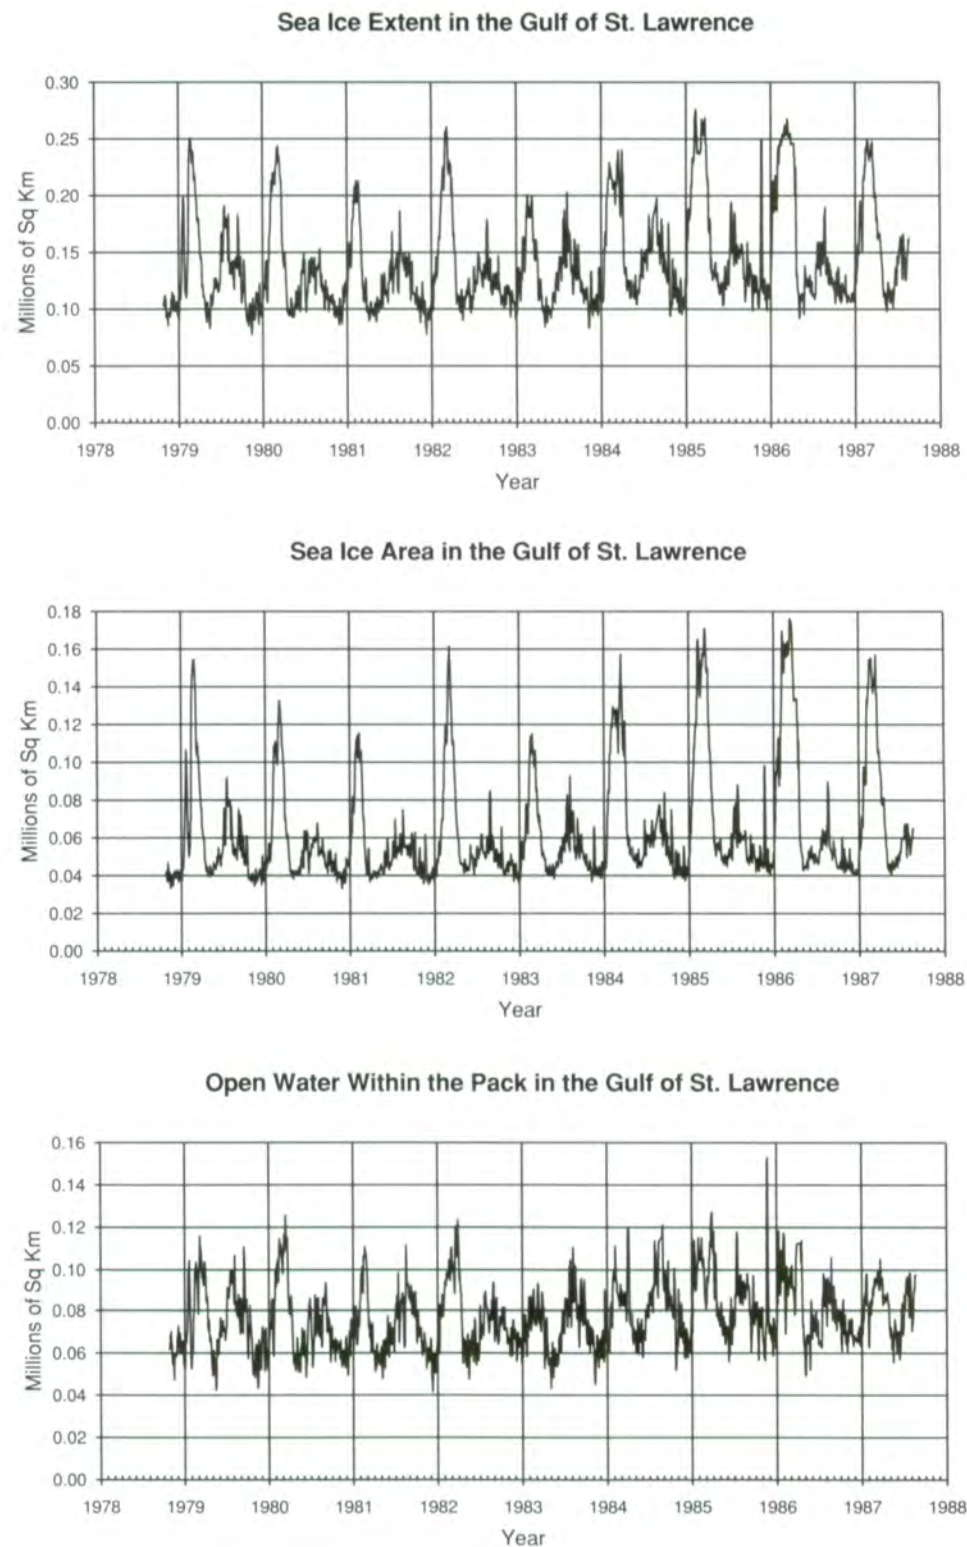 Sea Ice Extent in the Gulf of St. Lawrence
0.30
0.25
0.20
0.15
0.10
0.05
0.00
Millions of Sq Km
1978 1979 1980 1981 1982 1983 1984 1985 1986 1987 1988
Year
Sea Ice Area in the Gulf of St. Lawrence
0.18
0.16
0.14
0.12
0.10
0.08
0.06
0.04
0.02
0.00
Millions of Sq Km
1978 1979 1980 1981 1982 1983 1984 1985 1986 1987 1988
Year
Open Water Within the Pack in the Gulf of St. Lawrence
0.16
0.14
0.12
0.10
0.08
0.06
0.04
0.02
0.00
Millions of Sq Km
1978 1979 1980 1981 1982 1983 1984 1985 1986 1987 1988
Year